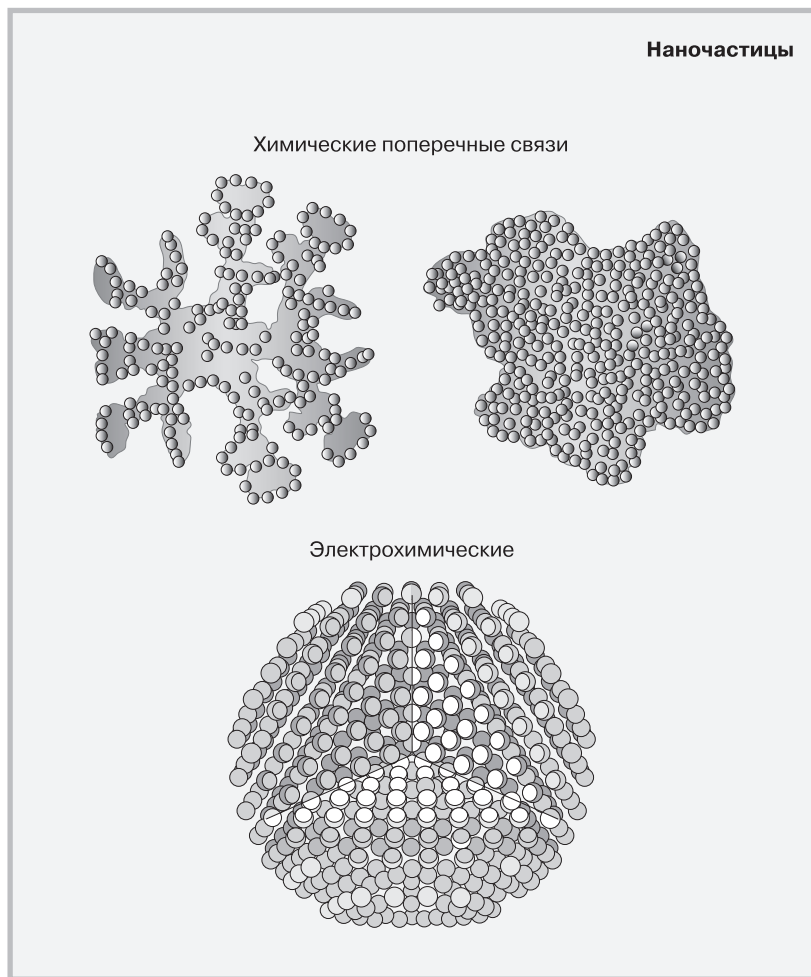 Наночастицы
Химические поперечные связи
Электрохимические